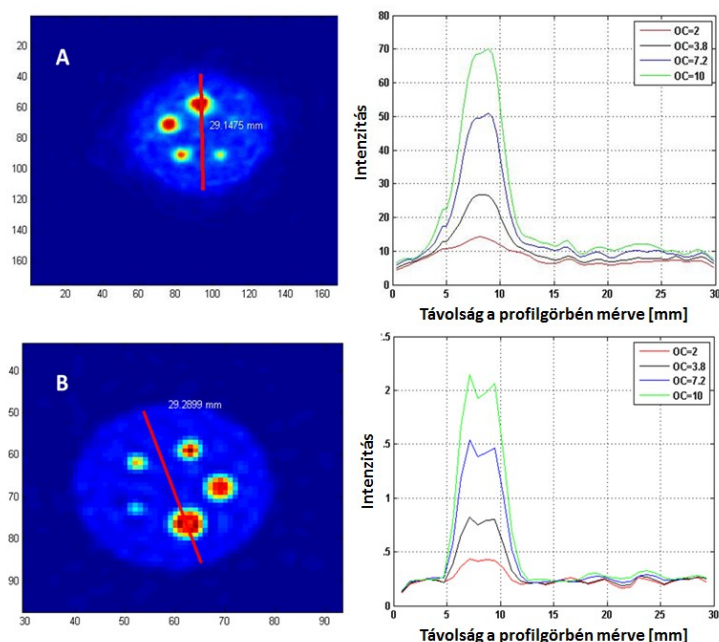 A
29.1475 mm
20
40
60
80
100
120
140
160
20 40 60 80 100 120 140 160
Intenzitás
80
70
60
50
40
30
20
10
0
OC=2
OC=3.8
OC=7.2
OC=10
0 5 10 15 20 25 30
Távolság a profilgörbén mérve [mm]
B
29.2899 mm
40
50
60
70
80
90
30 40 50 60 70 80 90
Intenzitás
.5
2
.5
1
.5
0
OC=2
OC=3.8
OC=7.2
OC=10
0 5 10 15 20 25 30
Távolság a profilgörbén mérve [mm]